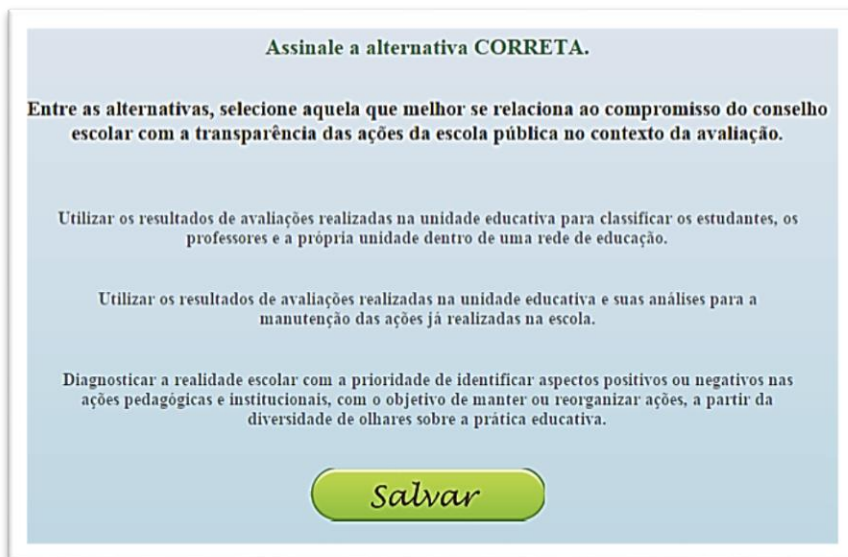 Assinale a alternativa CORRETA.
Entre as alternativas, selecione aquela que melhor se relaciona ao compromisso do conselho
escolar com a transparência das ações da escola pública no contexto da avaliação.
Utilizar os resultados de avaliações realizadas na unidade educativa para classificar os estudantes, os
professores e a própria unidade dentro de uma rede de educação.
Utilizar os resultados de avaliações realizadas na unidade educativa e suas análises para a
manutenção das ações já realizadas na escola.
Diagnosticar a realidade escolar com a prioridade de identificar aspectos positivos ou negativos nas
ações pedagógicas e institucionais, com o objetivo de manter ou reorganizar ações, a partir da
diversidade de olhares sobre a prática educativa.
Salvar